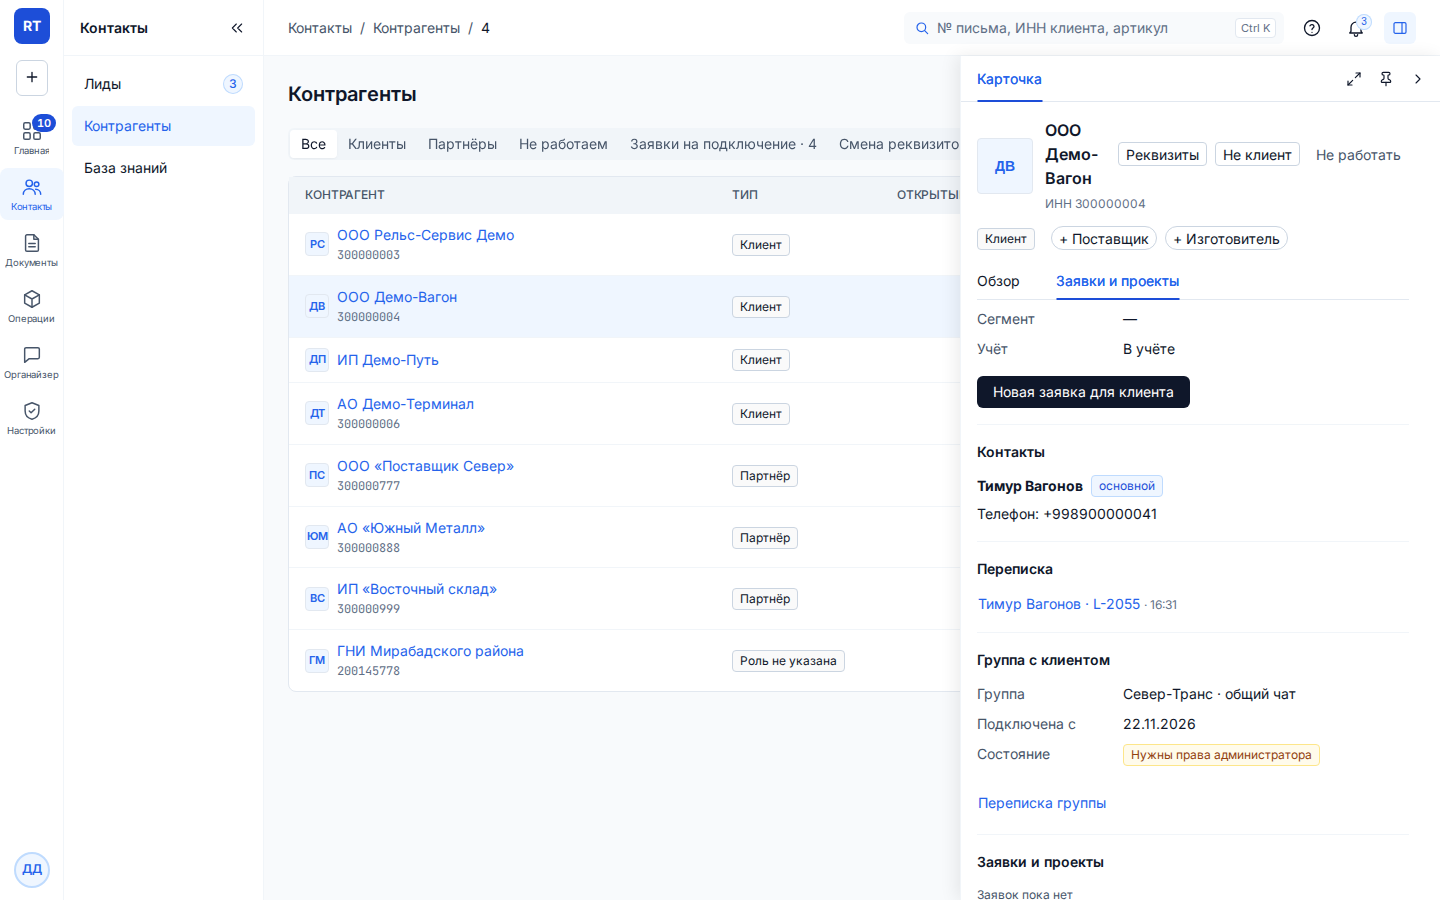 RT
Контакты
Контакты / Контрагенты / 4
№ письма, ИНН клиента, артикул
Ctrl K
3
10
Главная
Контакты
Документы
Операции
Органайзер
Настройки
ДД
Лиды
3
Контрагенты
База знаний
Контрагенты
Все
Клиенты
Партнёры
Не работаем
Заявки на подключение · 4
Смена реквизито
КОНТРАГЕНТ
ТИП
ОТКРЫТЫ
РС
ООО Рельс-Сервис Демо
300000003
Клиент
ДВ
ООО Демо-Вагон
300000004
Клиент
ДП
ИП Демо-Путь
Клиент
ДТ
АО Демо-Терминал
300000006
Клиент
ПС
ООО «Поставщик Север»
300000777
Партнёр
ЮМ
АО «Южный Металл»
300000888
Партнёр
ВС
ИП «Восточный склад»
300000999
Партнёр
ГМ
ГНИ Мирабадского района
200145778
Роль не указана
Карточка
ДВ
ООО
Демо-
Вагон
ИНН 300000004
Реквизиты
Не клиент
Не работать
Клиент
+ Поставщик
+ Изготовитель
Обзор
Заявки и проекты
Сегмент
—
Учёт
В учёте
Новая заявка для клиента
Контакты
Тимур Вагонов
основной
Телефон: +998900000041
Переписка
Тимур Вагонов · L-2055 · 16:31
Группа с клиентом
Группа
Север-Транс · общий чат
Подключена с
22.11.2026
Состояние
Нужны права администратора
Переписка группы
Заявки и проекты
Заявок пока нет